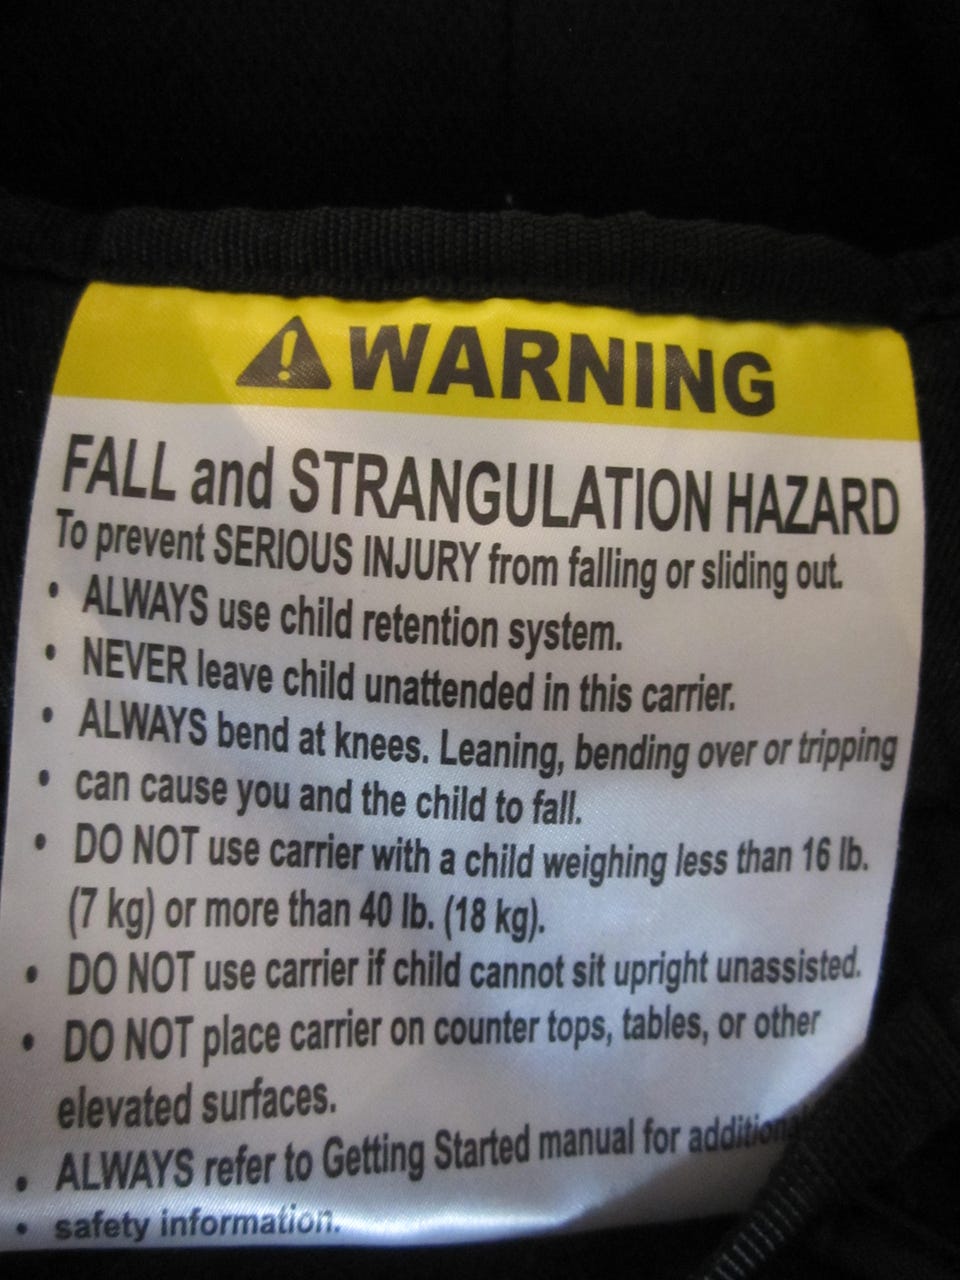 WARNING
FALL and STRANGULATION HAZARD
To prevent SERIOUS INJURY from falling or sliding out.
• ALWAYS use child retention system.
• NEVER leave child unattended in this carrier.
• ALWAYS bend at knees. Leaning, bending over or tripping
• can cause you and the child to fall.
• DO NOT use carrier with a child weighing less than 16 lb.
(7 kg) or more than 40 lb. (18 kg).
• DO NOT use carrier if child cannot sit upright unassisted.
• DO NOT place carrier on counter tops, tables, or other
elevated surfaces.
• ALWAYS refer to Getting Started manual for additional
• safety information.